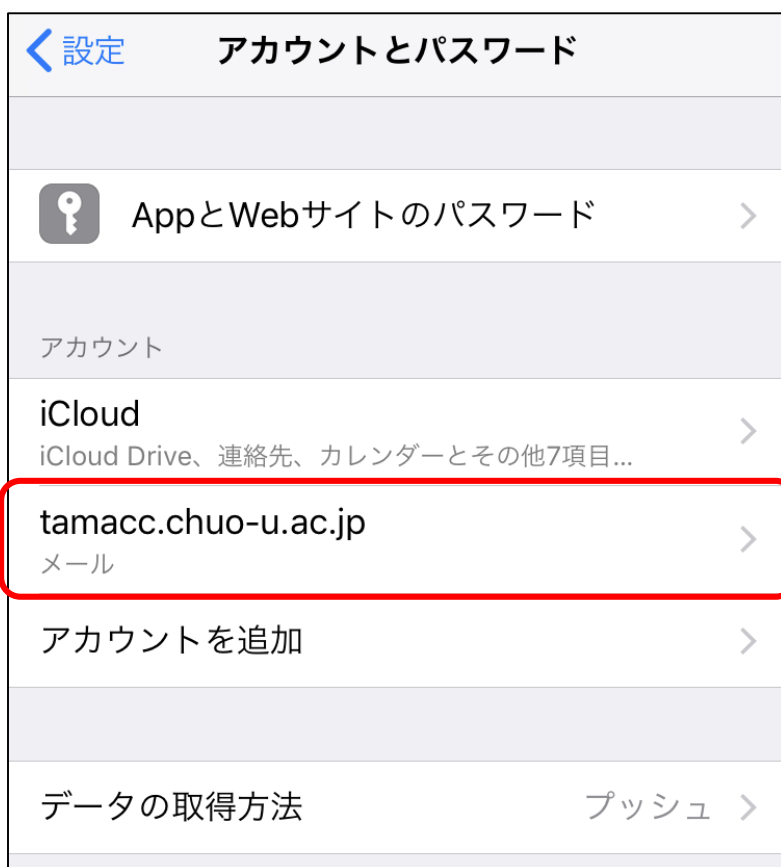 設定 アカウントとパスワード
AppとWebサイトのパスワード
アカウント
iCloud
iCloud Drive、連絡先、カレンダーとその他7項目...
tamacc.chuo-u.ac.jp
メール
アカウントを追加
データの取得方法 プッシュ